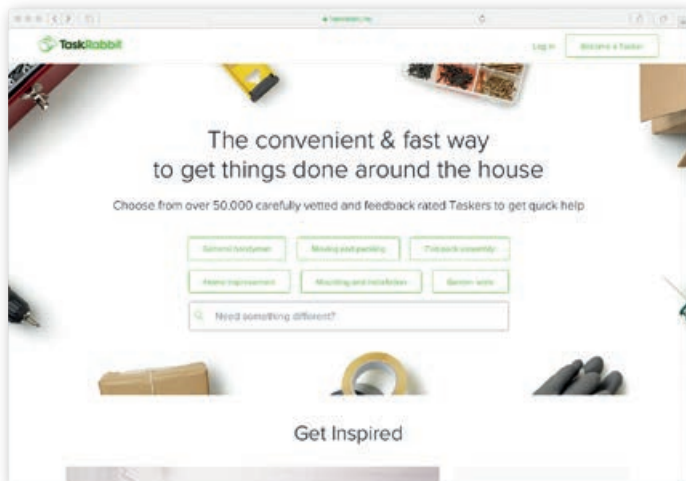 TaskRabbit
Log in
Become a Tasker
The convenient & fast way
to get things done around the house
Choose from over 50,000 carefully vetted and feedback rated Taskers to get quick help
General handyman
Moving and packing
Flatpack assembly
Home improvement
Mounting and installation
Garden work
Need something different?
Get Inspired